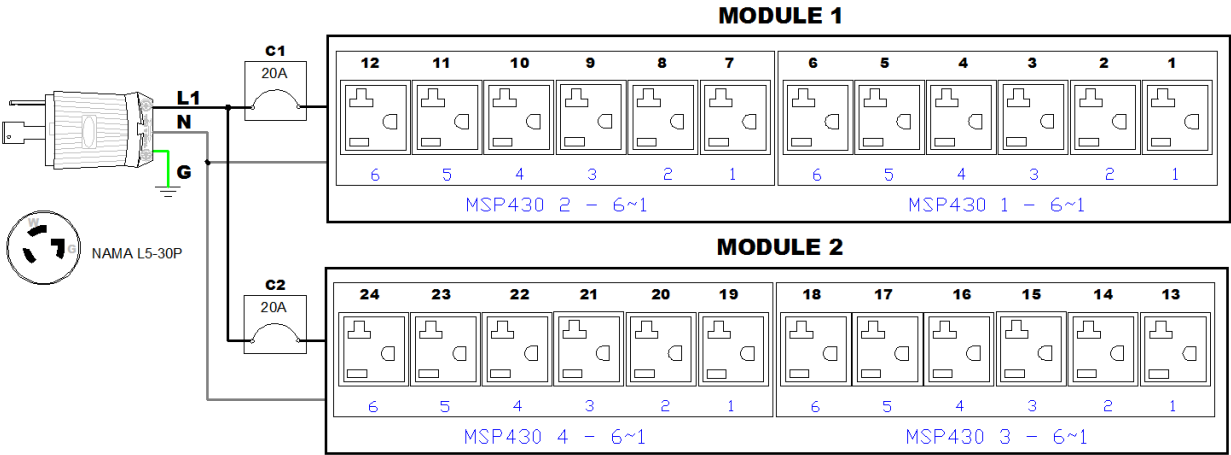 MODULE 1
C1
20A
12 11 10 9 8 7 6 5 4 3 2 1
L1
N
G
6 5 4 3 2 1 6 5 4 3 2 1
MSP430 2 - 6~1 MSP430 1 - 6~1
W
G
NAMA L5-30P
MODULE 2
C2
20A
24 23 22 21 20 19 18 17 16 15 14 13
6 5 4 3 2 1 6 5 4 3 2 1
MSP430 4 - 6~1 MSP430 3 - 6~1